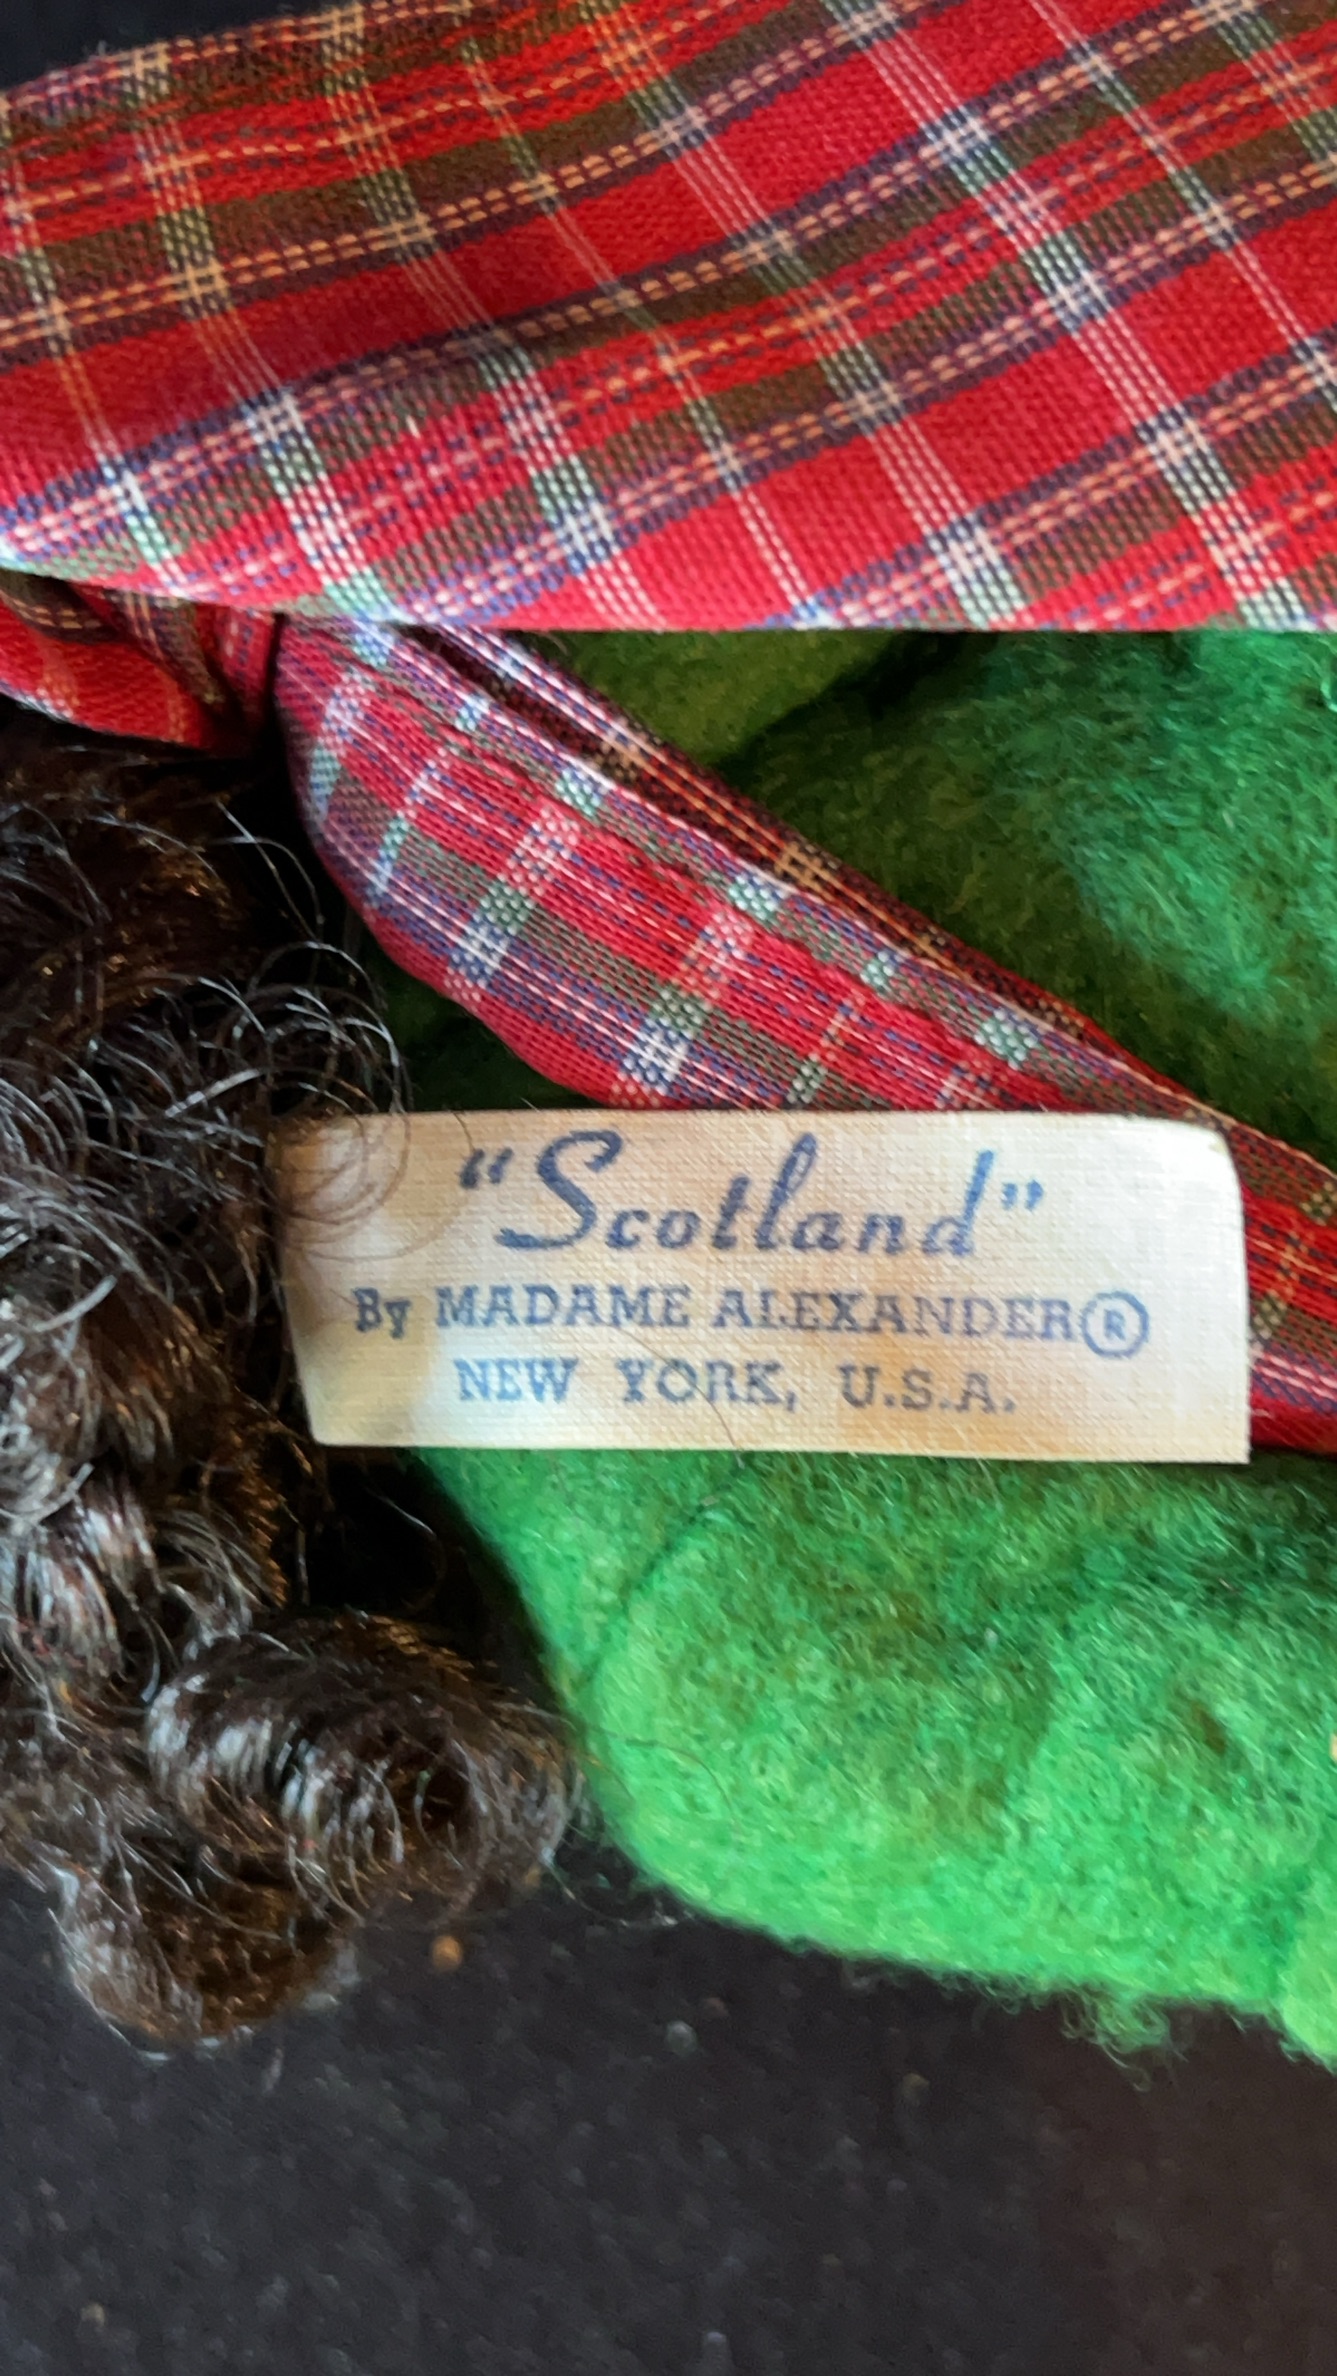 “Scotland”
By MADAME ALEXANDER®
NEW YORK, U.S.A.